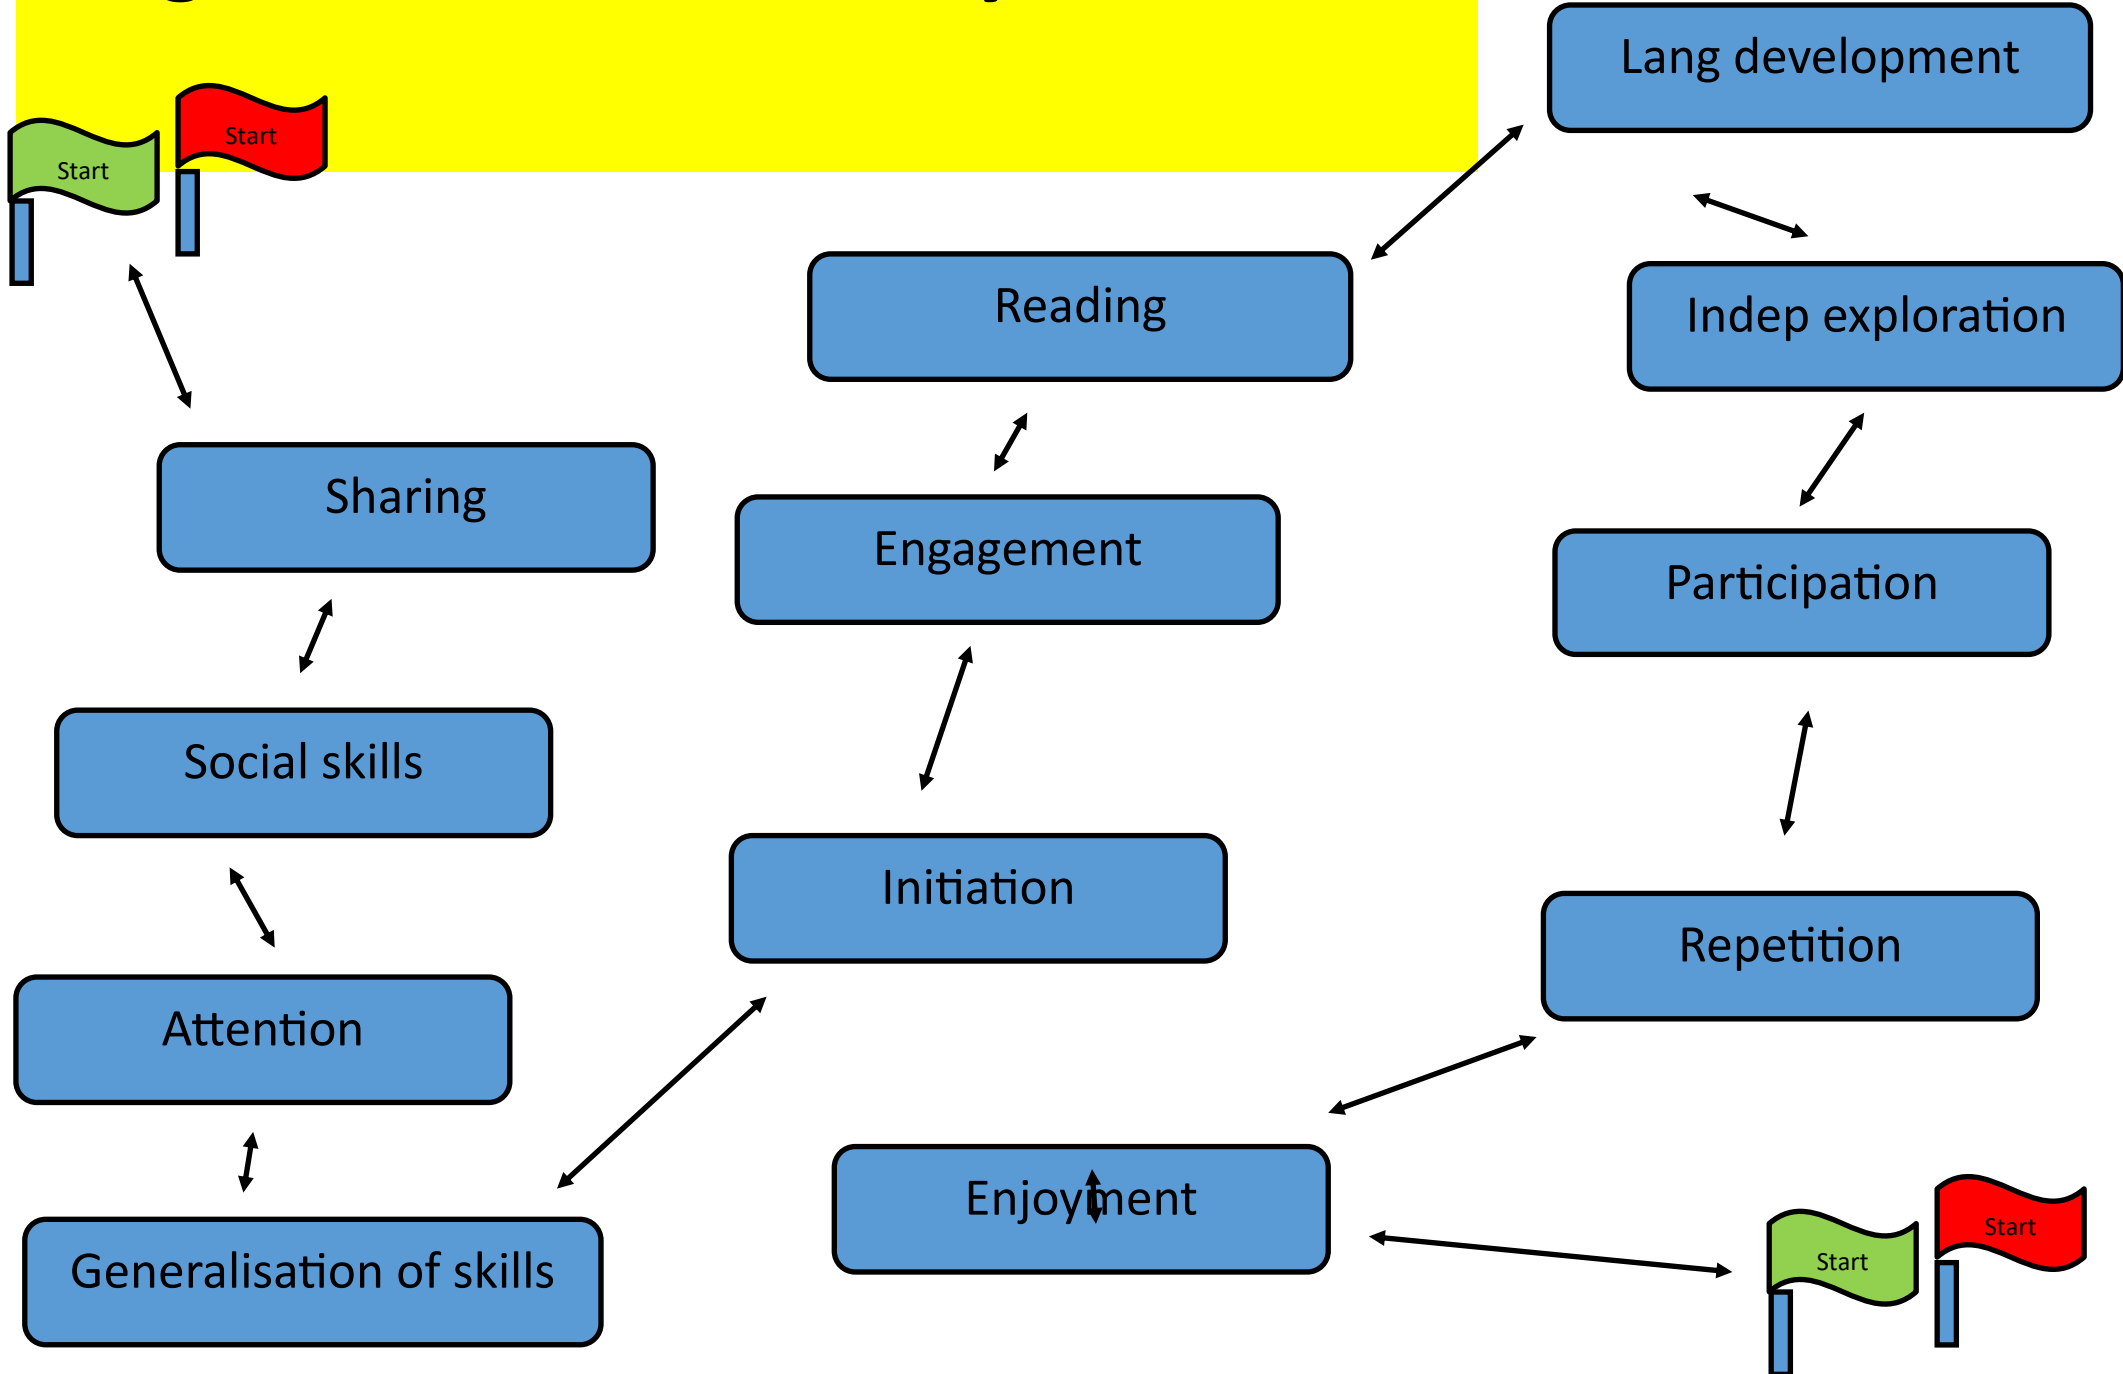 Start
Start
Sharing
Social skills
Attention
Generalisation of skills
Initiation
Engagement
Reading
Lang development
Indep exploration
Participation
Repetition
Enjoyment
Start
Start